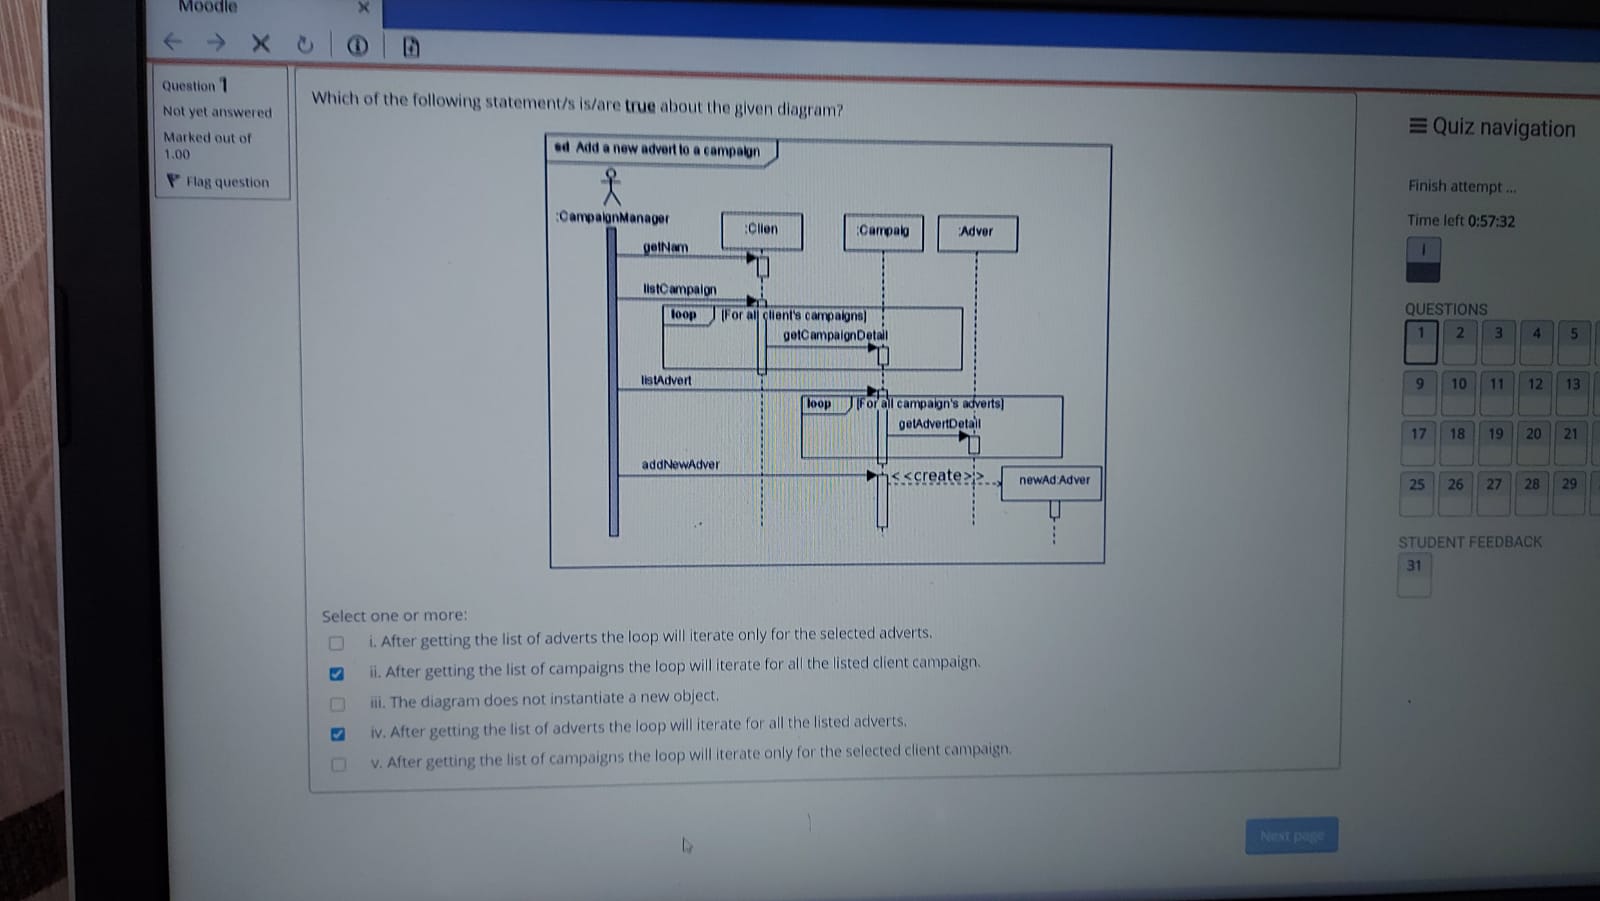 Moodle
Question 1
Not yet answered
Marked out of
1.00
Flag question
Which of the following statement/s is/are true about the given diagram?
sd Add a new advert to a campaign
:CampaignManager
:Clien
:Campaig
:Adver
getNam
listCampaign
loop
[For all client's campaigns]
getCampaignDetail
listAdvert
loop
[For all campaign's adverts]
getAdvertDetail
addNewAdver
<<create>>
newAd:Adver
Select one or more:
i. After getting the list of adverts the loop will iterate only for the selected adverts.
ii. After getting the list of campaigns the loop will iterate for all the listed client campaign.
iii. The diagram does not instantiate a new object.
iv. After getting the list of adverts the loop will iterate for all the listed adverts.
v. After getting the list of campaigns the loop will iterate only for the selected client campaign.
Next page
Quiz navigation
Finish attempt ...
Time left 0:57:32
i
QUESTIONS
1 2 3 4 5
9 10 11 12 13
17 18 19 20 21
25 26 27 28 29
STUDENT FEEDBACK
31